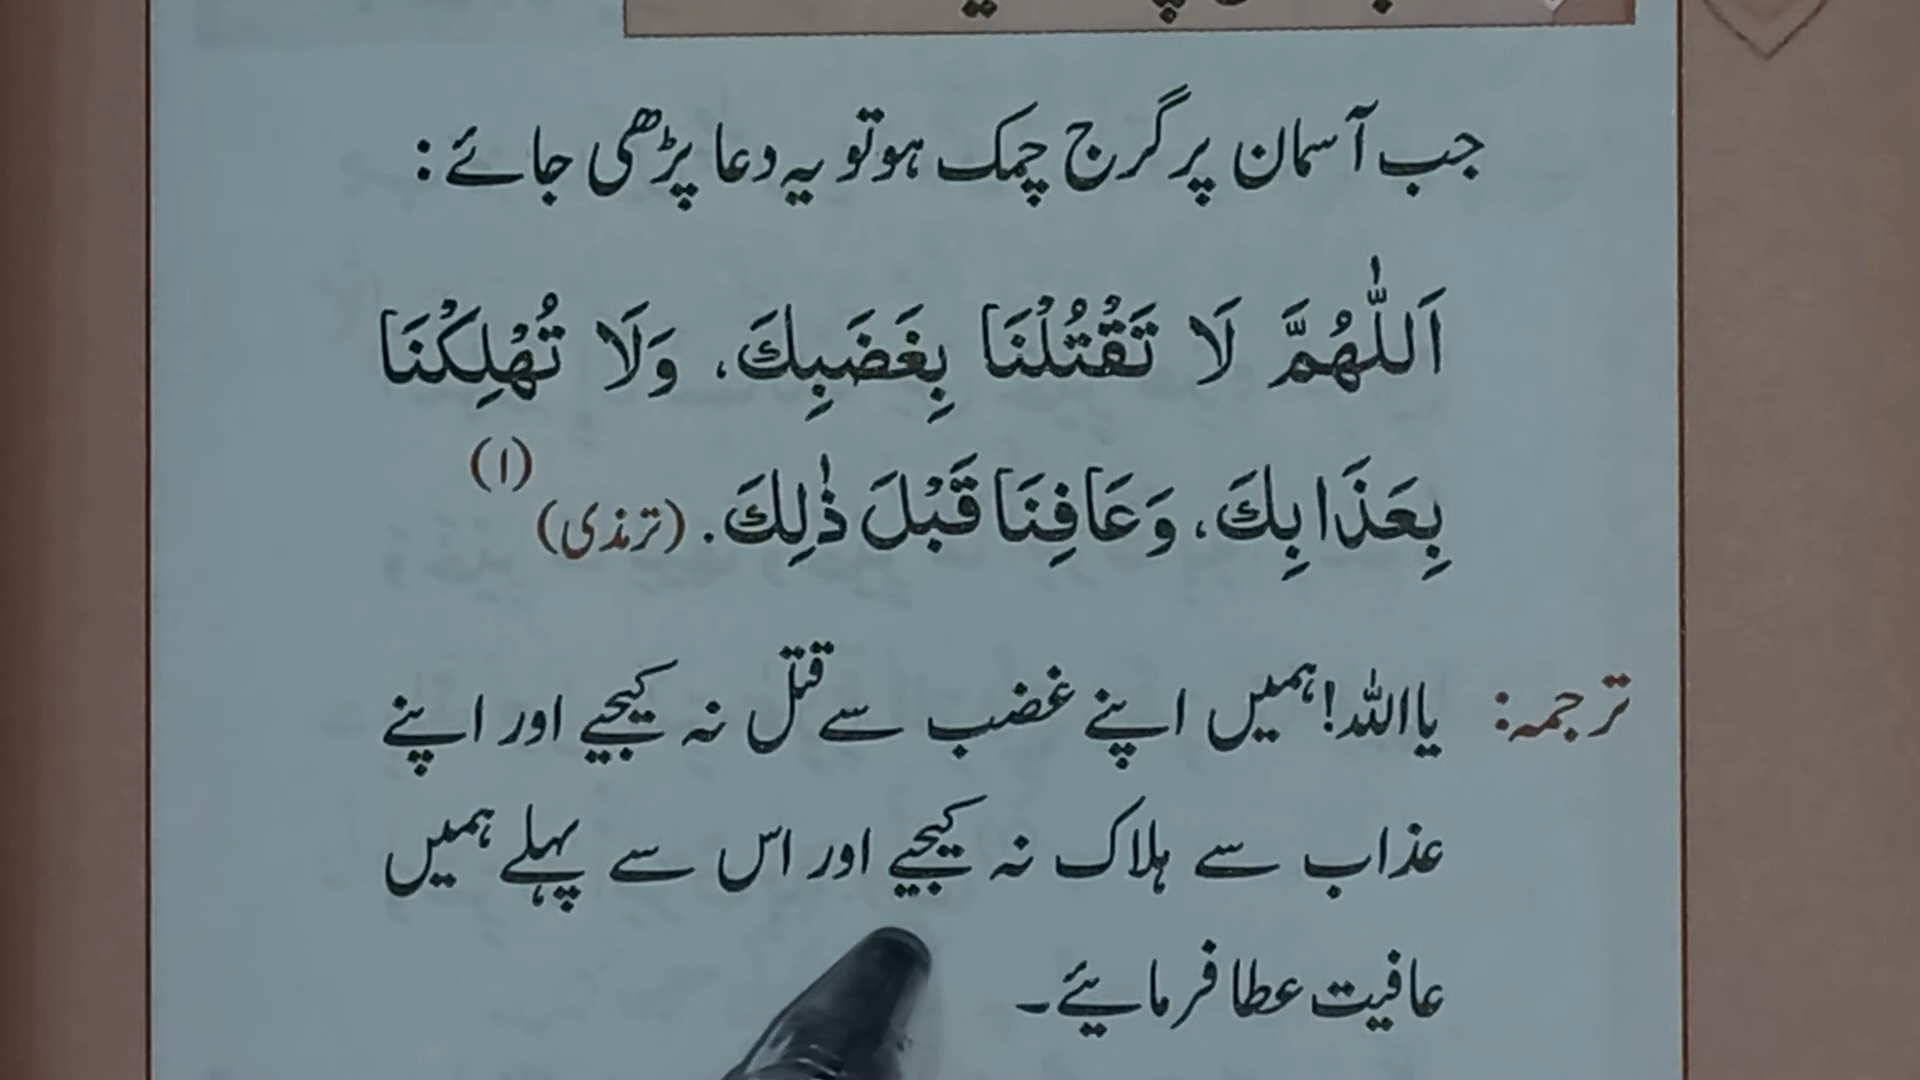 جب آسمان پر گرج چمک ہو تو یہ دعا پڑھی جائے:
اَللّٰهُمَّ لَا تَقْتُلْنَا بِغَضَبِكَ، وَلَا تُهْلِكْنَا
بِعَذَابِكَ، وَعَافِنَا قَبْلَ ذٰلِكَ. (ترمذی) (۱)
ترجمہ: یااللہ! ہمیں اپنے غضب سے قتل نہ کیجیے اور اپنے
عذاب سے ہلاک نہ کیجیے اور اس سے پہلے ہمیں
عافیت عطا فرمائیے۔